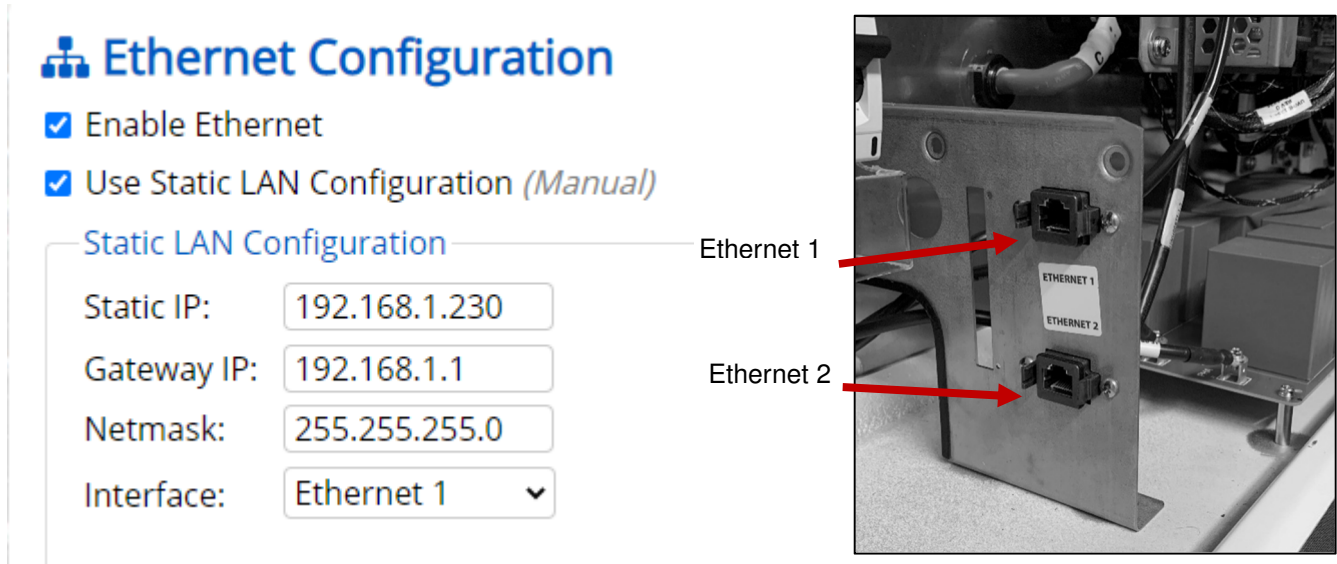 Ethernet Configuration
Enable Ethernet
Use Static LAN Configuration (Manual)
Static LAN Configuration
Static IP: 192.168.1.230
Gateway IP: 192.168.1.1
Netmask: 255.255.255.0
Interface: Ethernet 1
Ethernet 1
Ethernet 2
ETHERNET 1
ETHERNET 2
C